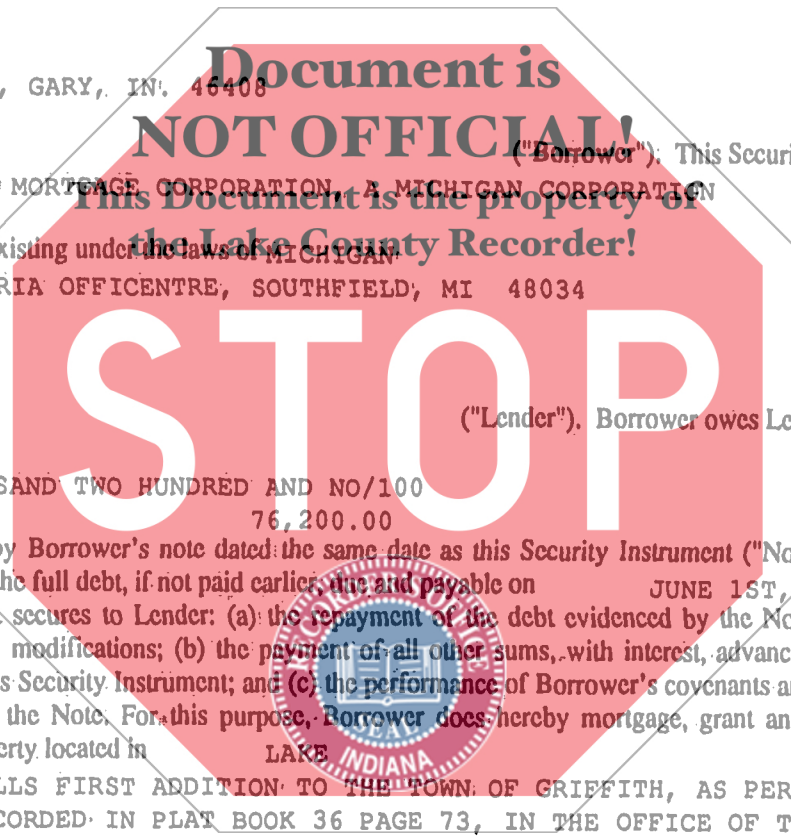 Document is
, GARY, IN. 46408
NOT OFFICIAL!
("Borrower"). This Securi
MORTGAGE CORPORATION, A MICHIGAN CORPORATION
This Document is the property of
xisting under the laws of MICHIGAN
the Lake County Recorder!
RIA OFFICENTRE, SOUTHFIELD, MI 48034
STOP
("Lender"). Borrower owes Le
SAND TWO HUNDRED AND NO/100
76,200.00
by Borrower's note dated the same date as this Security Instrument ("No
he full debt, if not paid earlier, due and payable on JUNE 1ST,
secures to Lender: (a) the repayment of the debt evidenced by the No
modifications; (b) the payment of all other sums, with interest, advanc
s Security Instrument; and (c) the performance of Borrower's covenants a
the Note. For this purpose, Borrower does hereby mortgage, grant an
erty located in LAKE
RECORDER'S OFFICE
SEAL
INDIANA
LLS FIRST ADDITION TO THE TOWN OF GRIFFITH, AS PER
CORDED IN PLAT BOOK 36 PAGE 73, IN THE OFFICE OF T